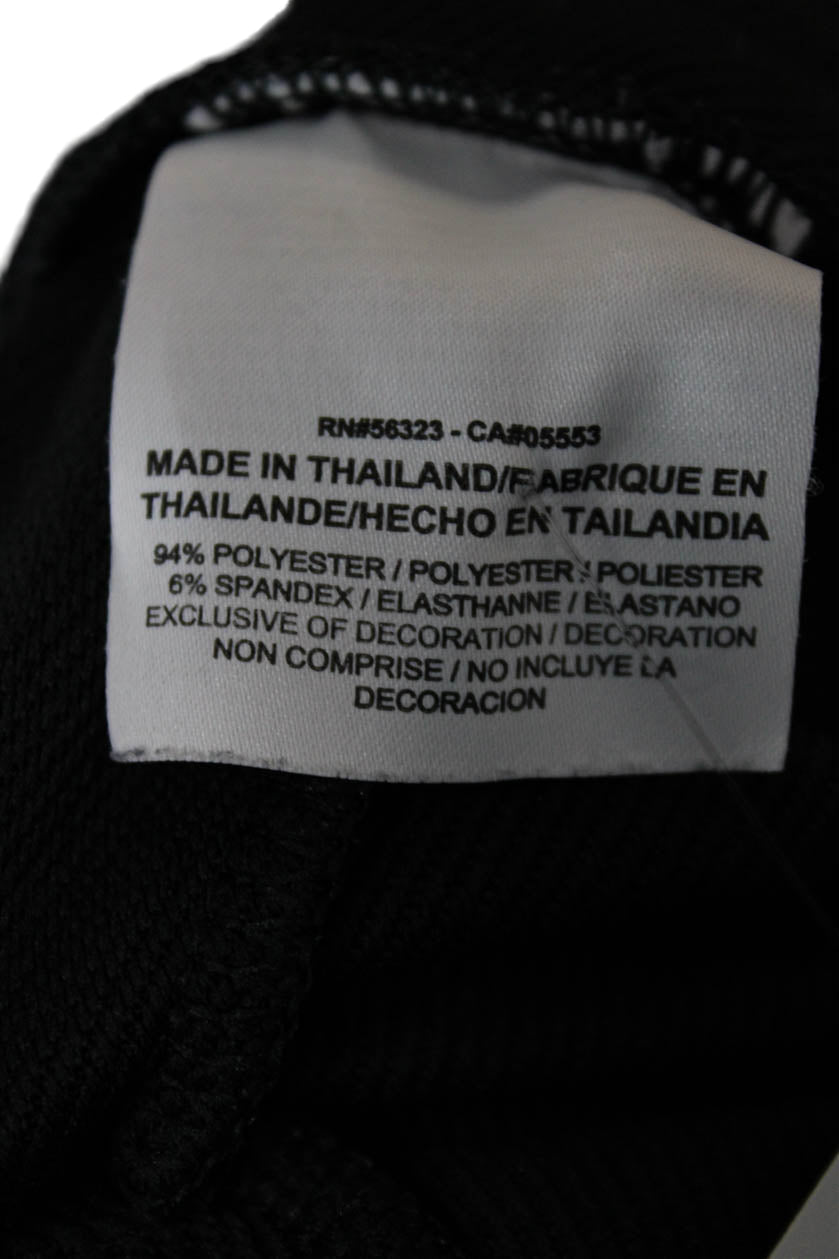 RN#56323 - CA#05553
MADE IN THAILAND/FABRIQUE EN
THAILANDE/HECHO EN TAILANDIA
94% POLYESTER / POLYESTER / POLIESTER
6% SPANDEX / ELASTHANNE / ELASTANO
EXCLUSIVE OF DECORATION / DECORATION
NON COMPRISE / NO INCLUYE LA
DECORACION